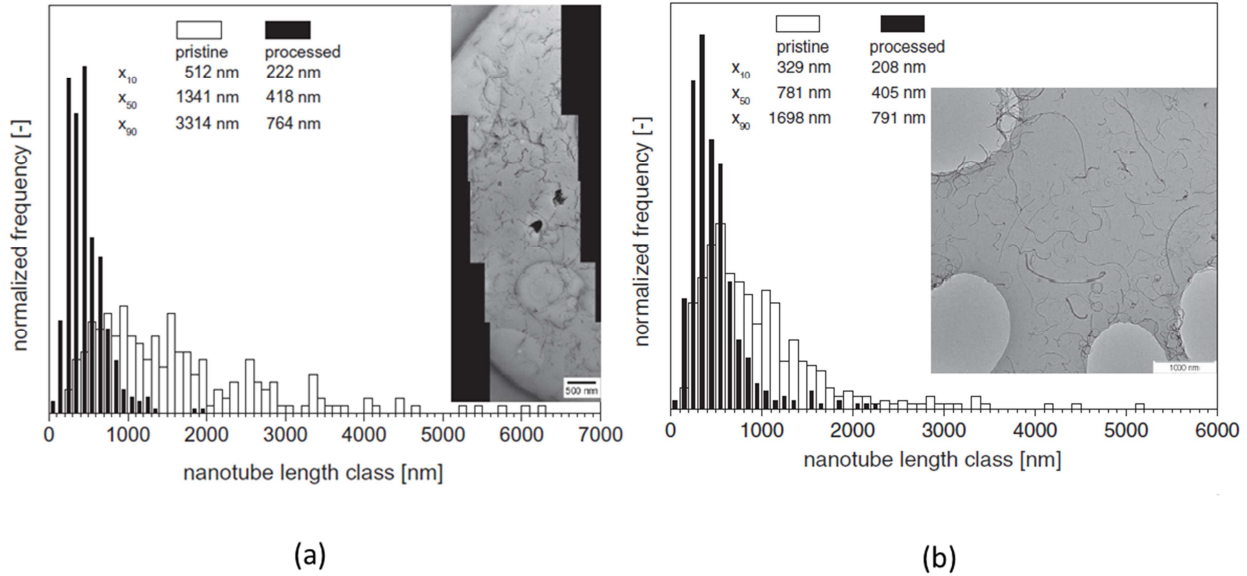 pristine processed
x10 512 nm 222 nm
x50 1341 nm 418 nm
x90 3314 nm 764 nm
normalized frequency [-]
500 nm
0 1000 2000 3000 4000 5000 6000 7000
nanotube length class [nm]
(a)
pristine processed
x10 329 nm 208 nm
x50 781 nm 405 nm
x90 1698 nm 791 nm
normalized frequency [-]
1000 nm
0 1000 2000 3000 4000 5000 6000
nanotube length class [nm]
(b)